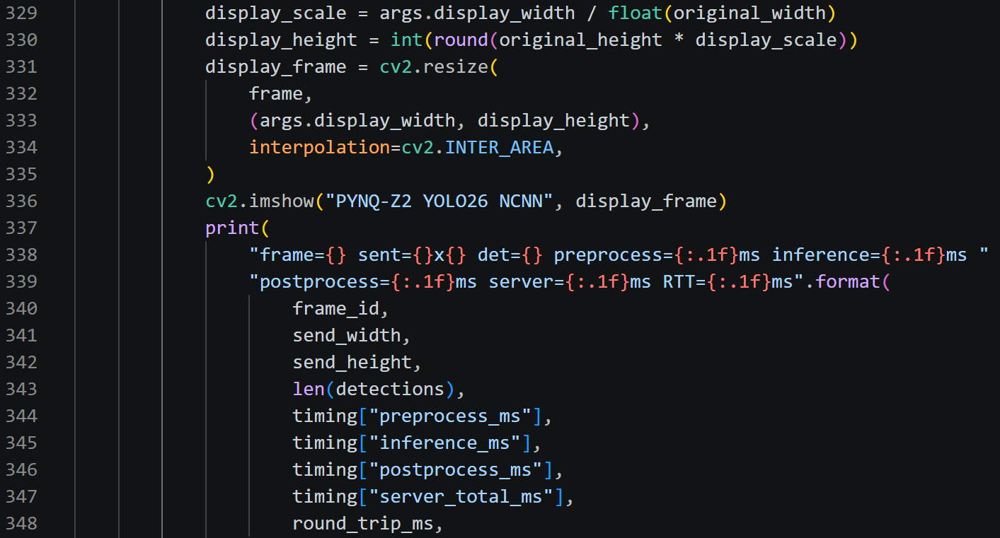 329 display_scale = args.display_width / float(original_width)
330 display_height = int(round(original_height * display_scale))
331 display_frame = cv2.resize(
332 frame,
333 (args.display_width, display_height),
334 interpolation=cv2.INTER_AREA,
335 )
336 cv2.imshow("PYNQ-Z2 YOLO26 NCNN", display_frame)
337 print(
338 "frame={} sent={}x{} det={} preprocess={:.1f}ms inference={:.1f}ms "
339 "postprocess={:.1f}ms server={:.1f}ms RTT={:.1f}ms".format(
340 frame_id,
341 send_width,
342 send_height,
343 len(detections),
344 timing["preprocess_ms"],
345 timing["inference_ms"],
346 timing["postprocess_ms"],
347 timing["server_total_ms"],
348 round_trip_ms,